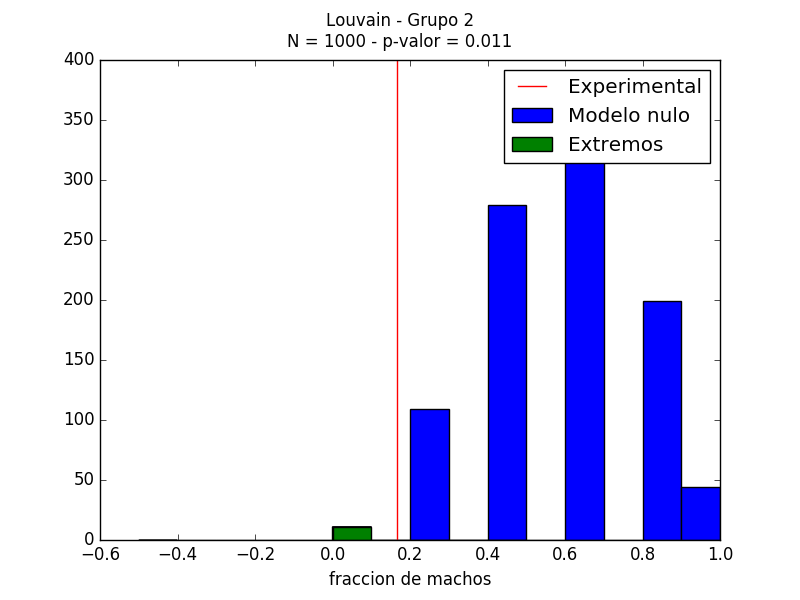 Louvain - Grupo 2
N = 1000 - p-valor = 0.011
400
350
300
250
200
150
100
50
0
Experimental
Modelo nulo
Extremos
−0.6 −0.4 −0.2 0.0 0.2 0.4 0.6 0.8 1.0
fraccion de machos